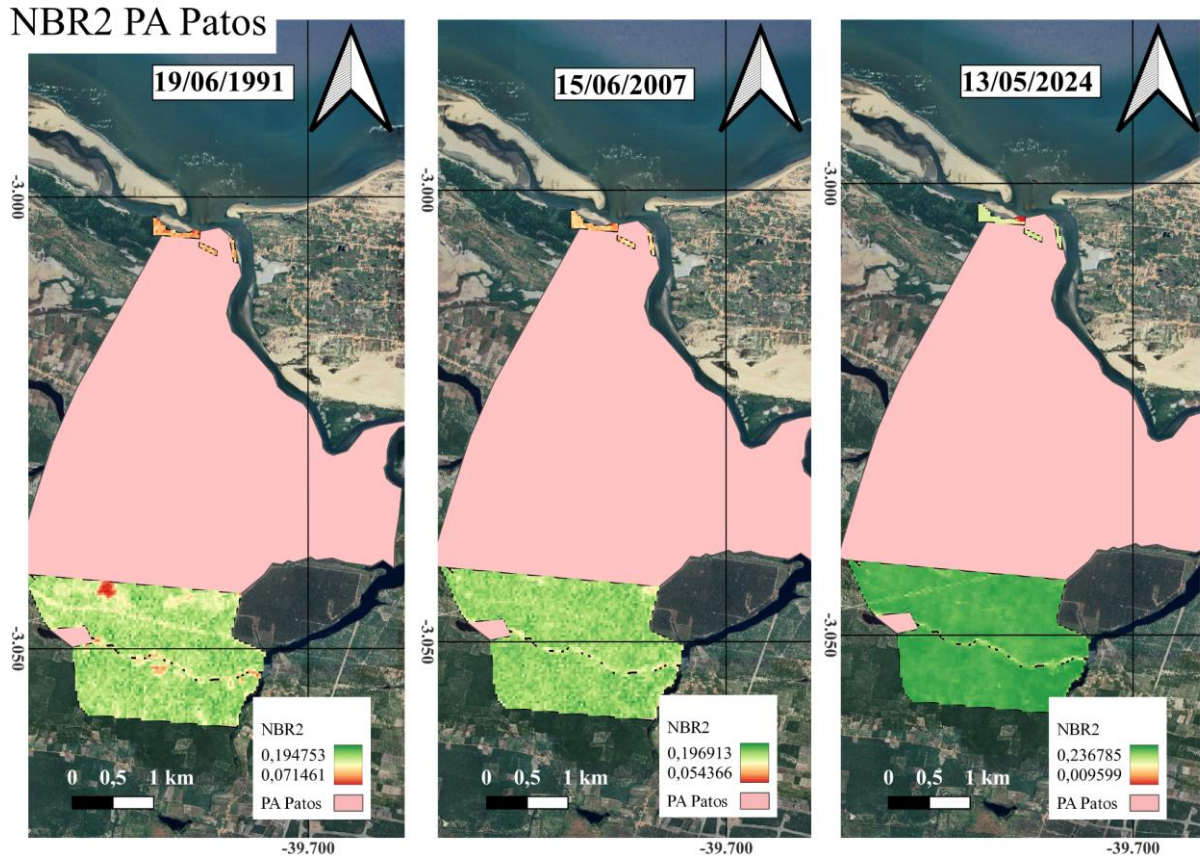 NBR2 PA Patos
19/06/1991
15/06/2007
13/05/2024
-3.000
-3.000
-3.000
-3.050
-3.050
-3.050
NBR2
0,194753
0,071461
PA Patos
0 0,5 1 km
NBR2
0,196913
0,054366
PA Patos
0 0,5 1 km
NBR2
0,236785
0,009599
PA Patos
0 0,5 1 km
-39.700
-39.700
-39.700